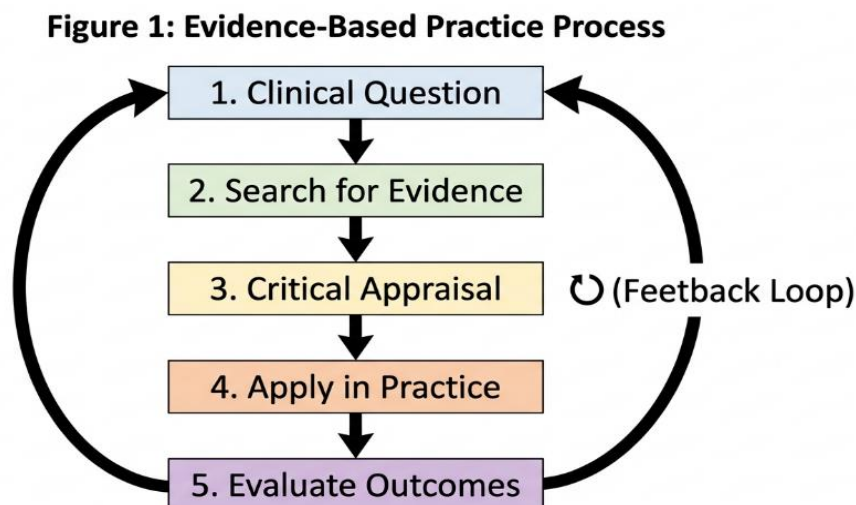 Figure 1: Evidence-Based Practice Process
1. Clinical Question
2. Search for Evidence
3. Critical Appraisal
(Feetback Loop)
4. Apply in Practice
5. Evaluate Outcomes